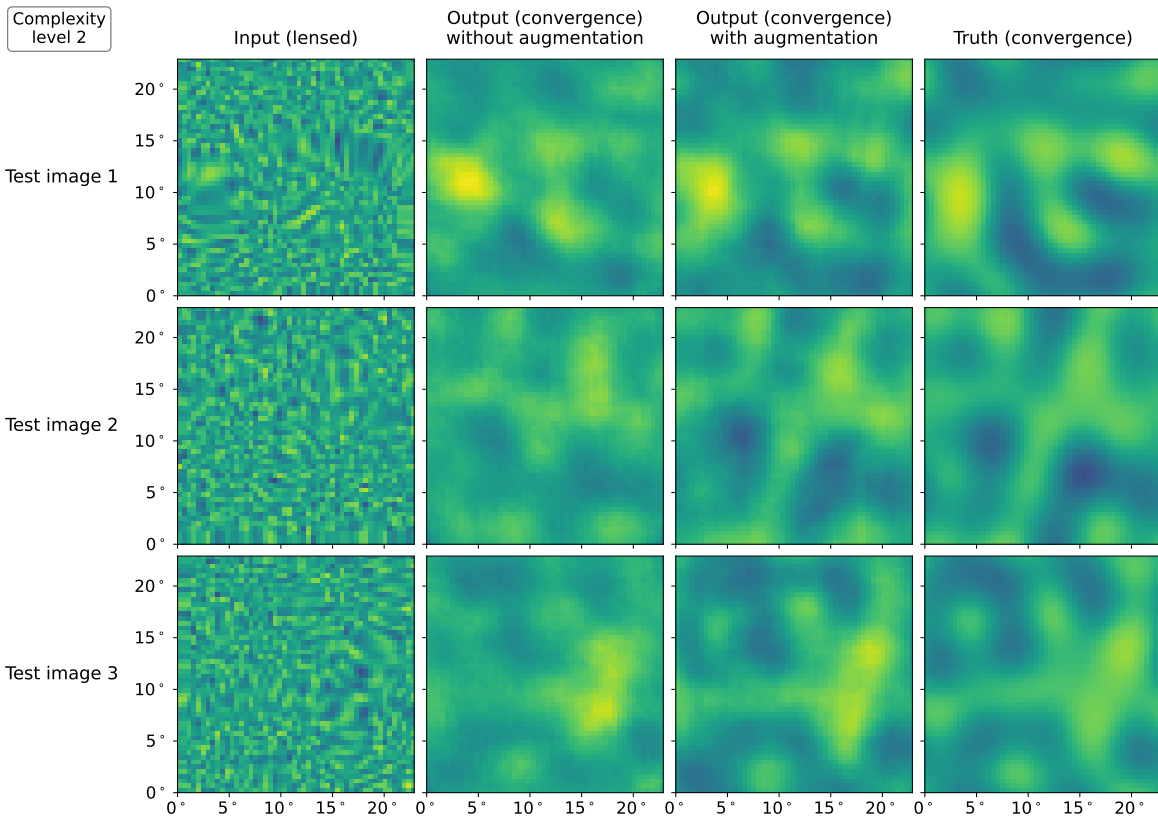 Complexity
level 2
Input (lensed)
Output (convergence)
without augmentation
Output (convergence)
with augmentation
Truth (convergence)
Test image 1
20°
15°
10°
5°
0°
Test image 2
20°
15°
10°
5°
0°
Test image 3
20°
15°
10°
5°
0°
0° 5° 10° 15° 20°
0° 5° 10° 15° 20°
0° 5° 10° 15° 20°
0° 5° 10° 15° 20°